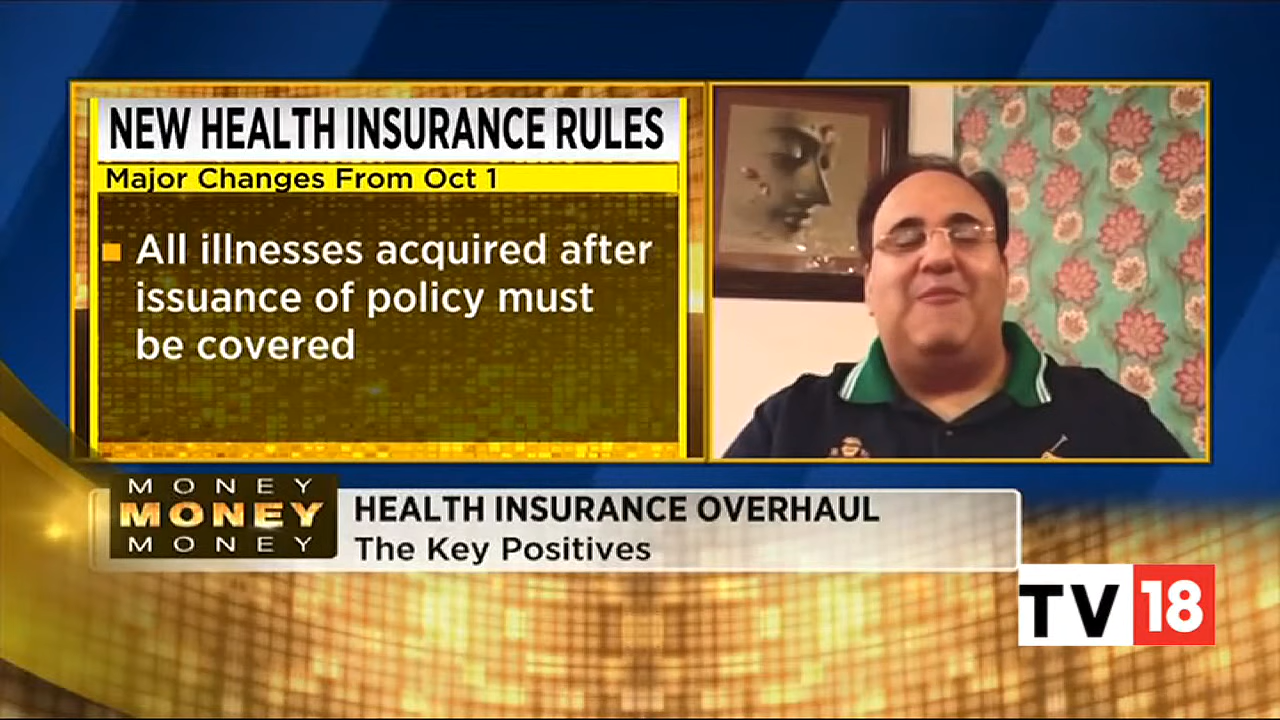 NEW HEALTH INSURANCE RULES
Major Changes From Oct 1
All illnesses acquired after
issuance of policy must
be covered
MONEY
MONEY
MONEY
HEALTH INSURANCE OVERHAUL
The Key Positives
TV18